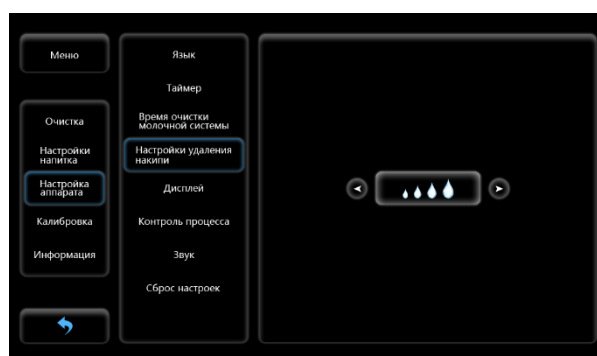 Меню
Очистка
Настройки
напитка
Настройка
аппарата
Калибровка
Информация
Язык
Таймер
Время очистки
молочной системы
Настройки удаления
накипи
Дисплей
Контроль процесса
Звук
Сброс настроек